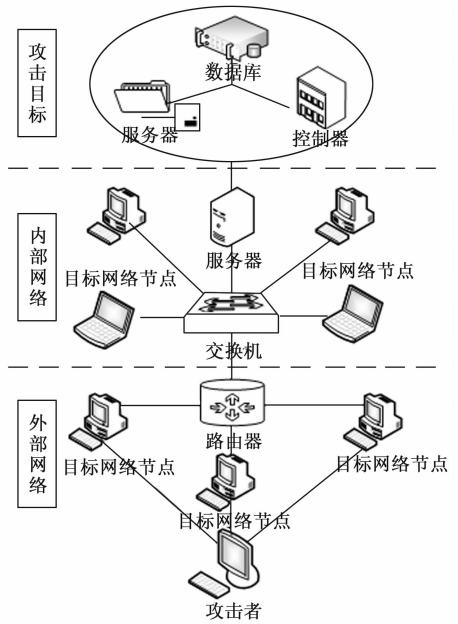 攻击目标
数据库
服务器
控制器
内部网络
服务器
目标网络节点
目标网络节点
交换机
外部网络
路由器
目标网络节点
目标网络节点
目标网络节点
攻击者